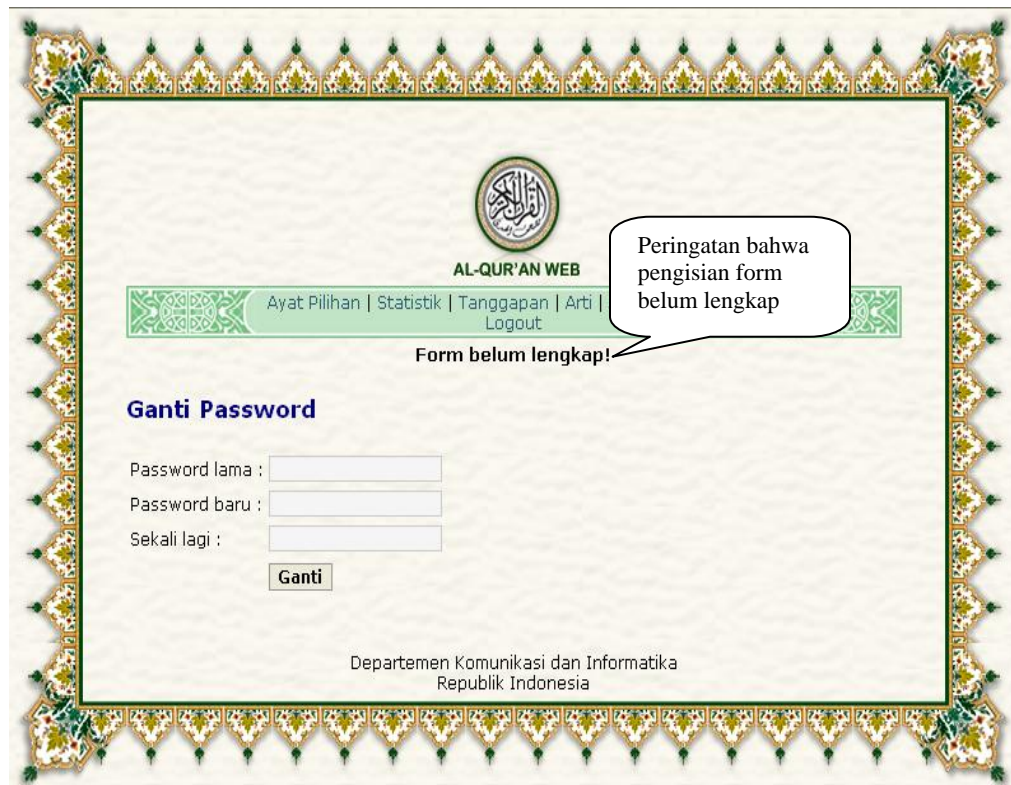 AL-QUR'AN WEB
Peringatan bahwa
pengisian form
belum lengkap
Ayat Pilihan | Statistik | Tanggapan | Arti |
Logout
Form belum lengkap!
Ganti Password
Password lama :
Password baru :
Sekali lagi :
Ganti
Departemen Komunikasi dan Informatika
Republik Indonesia